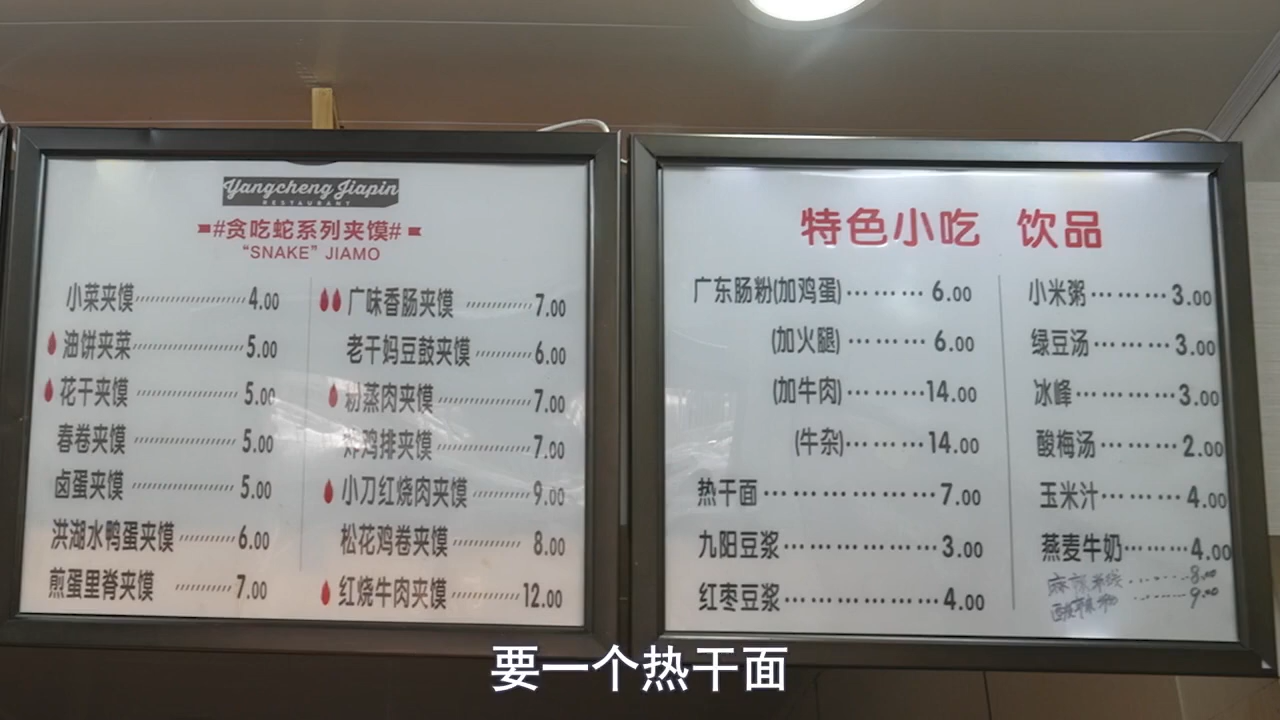 Yangcheng Jiapin
RESTAURANT
#贪吃蛇系列夹馍#
"SNAKE" JIAMO
小菜夹馍 4.00
油饼夹菜 5.00
花干夹馍 5.00
春卷夹馍 5.00
卤蛋夹馍 5.00
洪湖水鸭蛋夹馍 6.00
煎蛋里脊夹馍 7.00
广味香肠夹馍 7.00
老干妈豆鼓夹馍 6.00
粉蒸肉夹馍 7.00
炸鸡排夹馍 7.00
小刀红烧肉夹馍 9.00
松花鸡卷夹馍 8.00
红烧牛肉夹馍 12.00
特色小吃 饮品
广东肠粉(加鸡蛋) 6.00
(加火腿) 6.00
(加牛肉) 14.00
(牛杂) 14.00
热干面 7.00
九阳豆浆 3.00
红枣豆浆 4.00
小米粥 3.00
绿豆汤 3.00
冰峰 3.00
酸梅汤 2.00
玉米汁 4.00
燕麦牛奶 4.00
麻辣米线 8.00
酸辣粉 9.00
要一个热干面